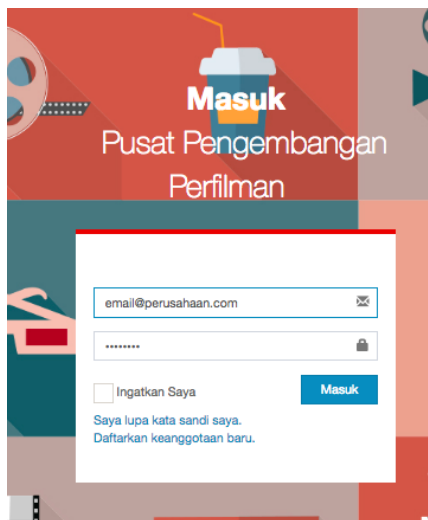 Masuk
Pusat Pengembangan
Perfilman
email@perusahaan.com
········
Ingatkan Saya
Masuk
Saya lupa kata sandi saya.
Daftarkan keanggotaan baru.